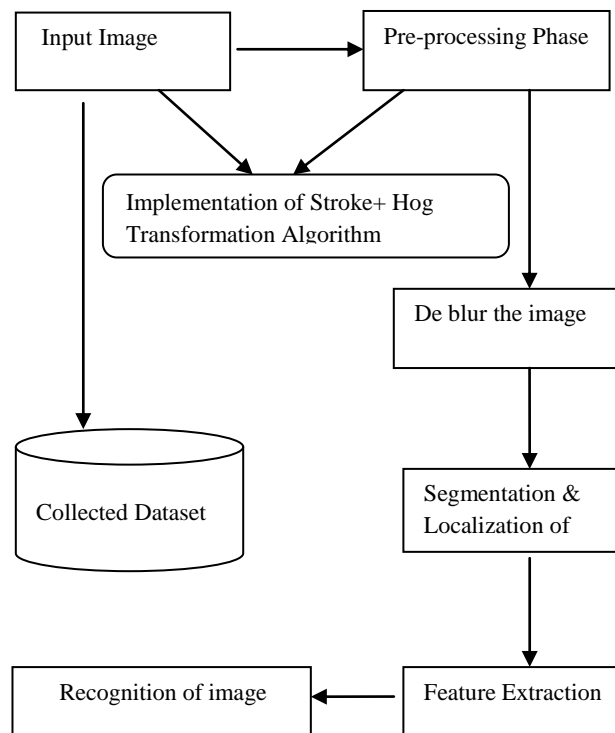 Input Image
Pre-processing Phase
Implementation of Stroke+ Hog
Transformation Algorithm
De blur the image
Collected Dataset
Segmentation &
Localization of
Recognition of image
Feature Extraction